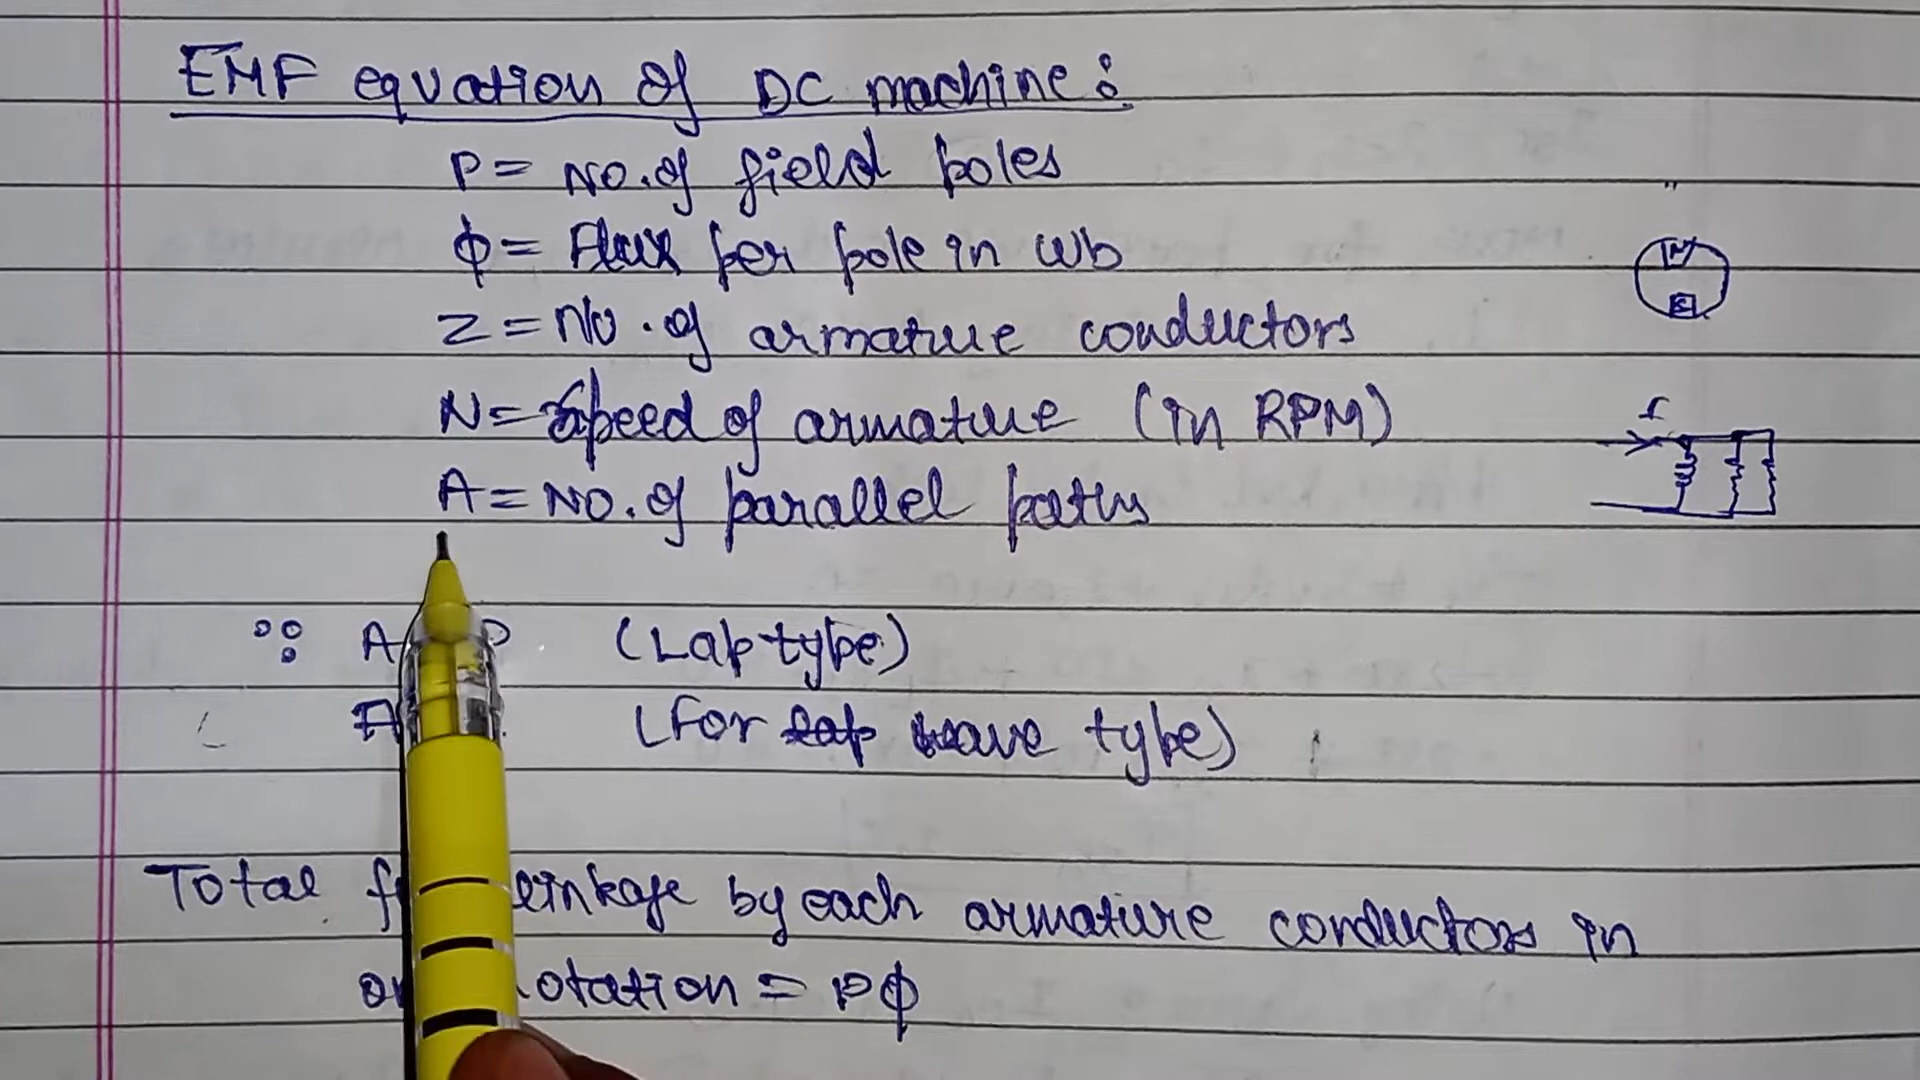 EMF equation of DC machine:
P = No. of field poles
φ = Flux per pole in wb
Z = No. of armature conductors
N = Speed of armature (in RPM)
A = No. of parallel paths
∵ A P (Lap type)
A (For wave type)
Total linkage by each armature conductors in
otation = Pφ
N
S